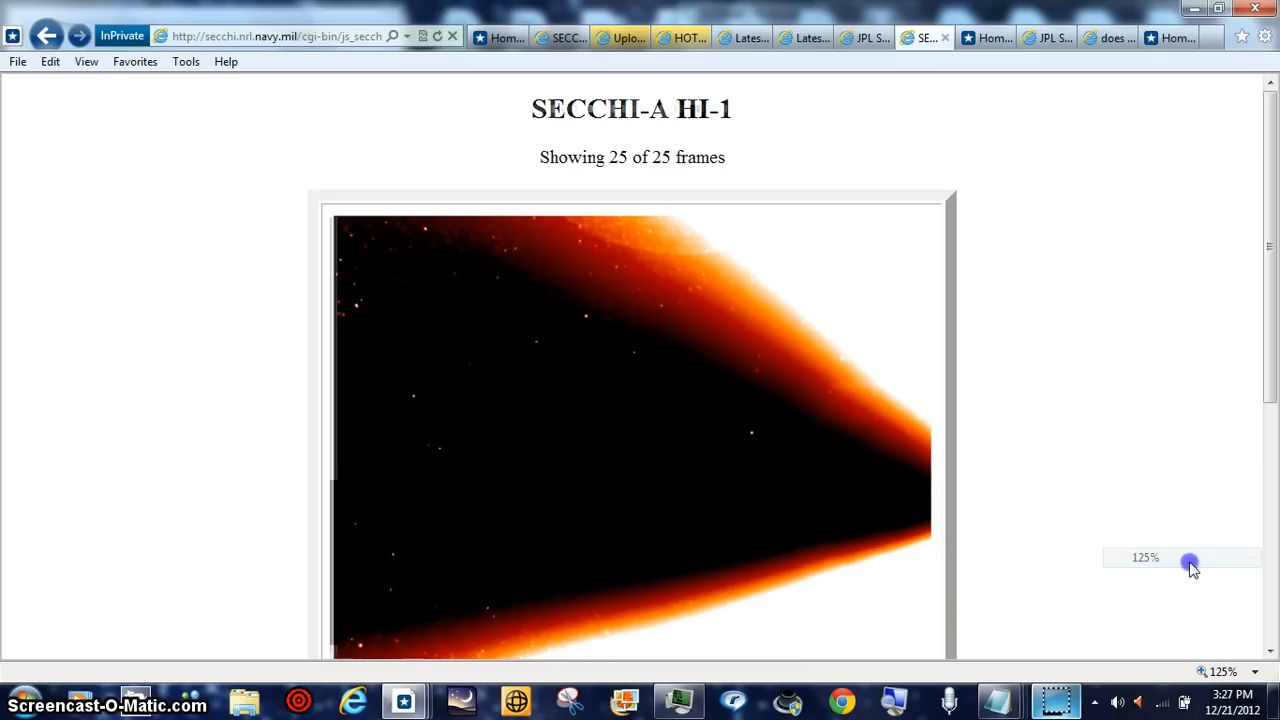 InPrivate
http://secchi.nrl.navy.mil/cgi-bin/js_secch
Hom...
SECC...
Uplo...
HOT...
Lates...
Lates...
JPL S...
SE...
Hom...
JPL S...
does ...
Hom...
File Edit View Favorites Tools Help
SECCHI-A HI-1
Showing 25 of 25 frames
125%
125%
3:27 PM
12/21/2012
Screencast-O-Matic.com